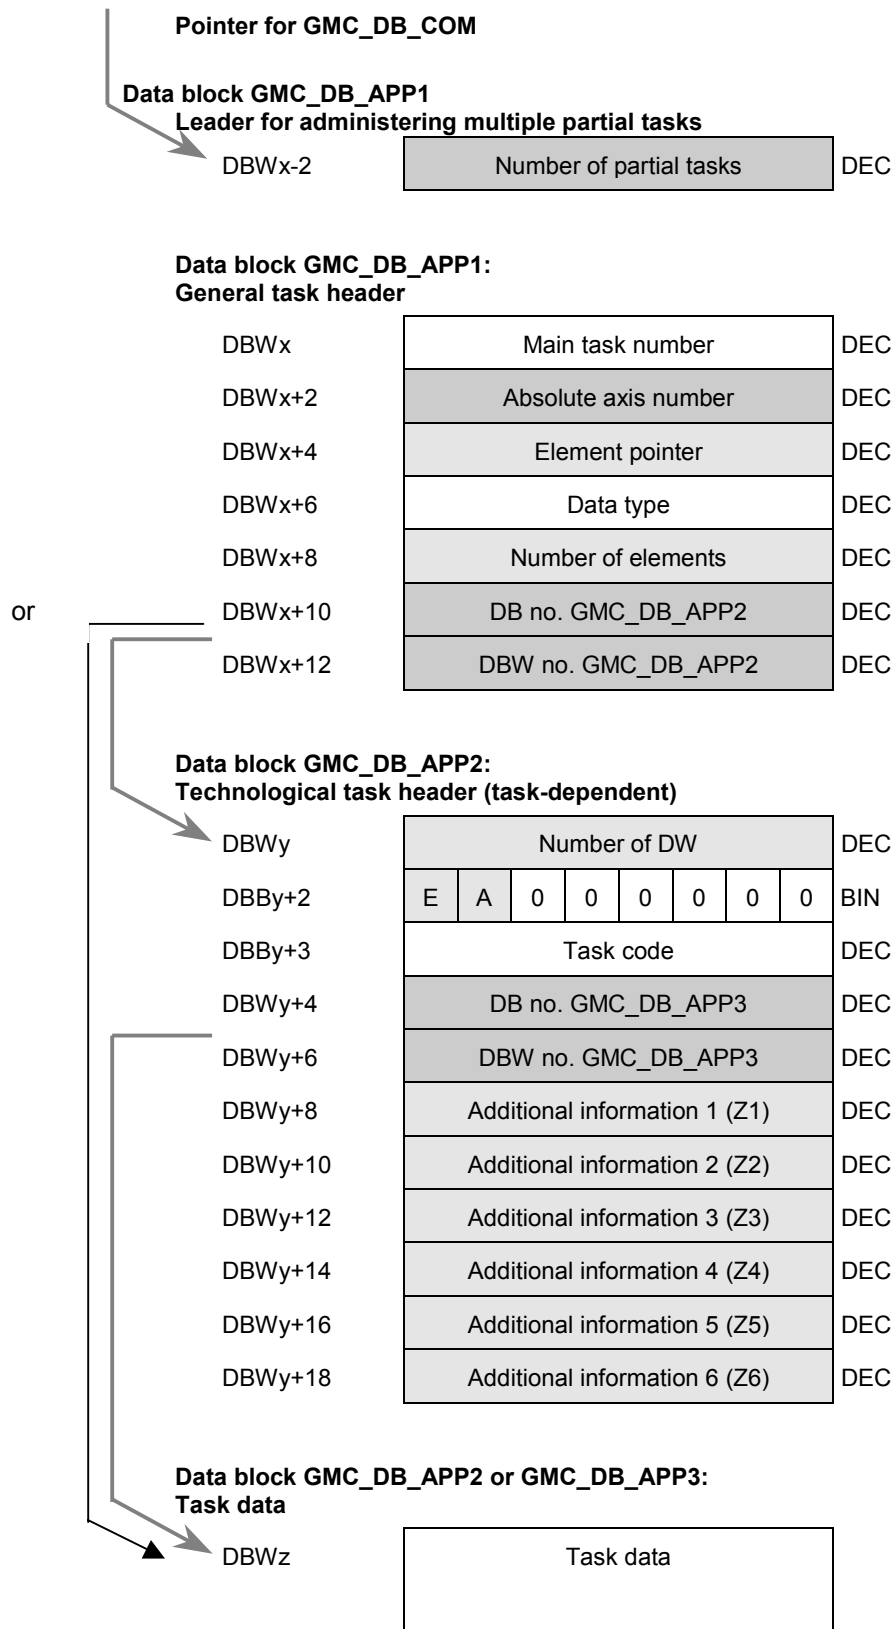 Pointer for GMC_DB_COM
Data block GMC_DB_APP1
Leader for administering multiple partial tasks
DBWx-2 Number of partial tasks DEC
Data block GMC_DB_APP1:
General task header
DBWx Main task number DEC
DBWx+2 Absolute axis number DEC
DBWx+4 Element pointer DEC
DBWx+6 Data type DEC
DBWx+8 Number of elements DEC
or DBWx+10 DB no. GMC_DB_APP2 DEC
DBWx+12 DBW no. GMC_DB_APP2 DEC
Data block GMC_DB_APP2:
Technological task header (task-dependent)
DBWy Number of DW DEC
DBBy+2 E A 0 0 0 0 0 0 BIN
DBBy+3 Task code DEC
DBWy+4 DB no. GMC_DB_APP3 DEC
DBWy+6 DBW no. GMC_DB_APP3 DEC
DBWy+8 Additional information 1 (Z1) DEC
DBWy+10 Additional information 2 (Z2) DEC
DBWy+12 Additional information 3 (Z3) DEC
DBWy+14 Additional information 4 (Z4) DEC
DBWy+16 Additional information 5 (Z5) DEC
DBWy+18 Additional information 6 (Z6) DEC
Data block GMC_DB_APP2 or GMC_DB_APP3:
Task data
DBWz Task data